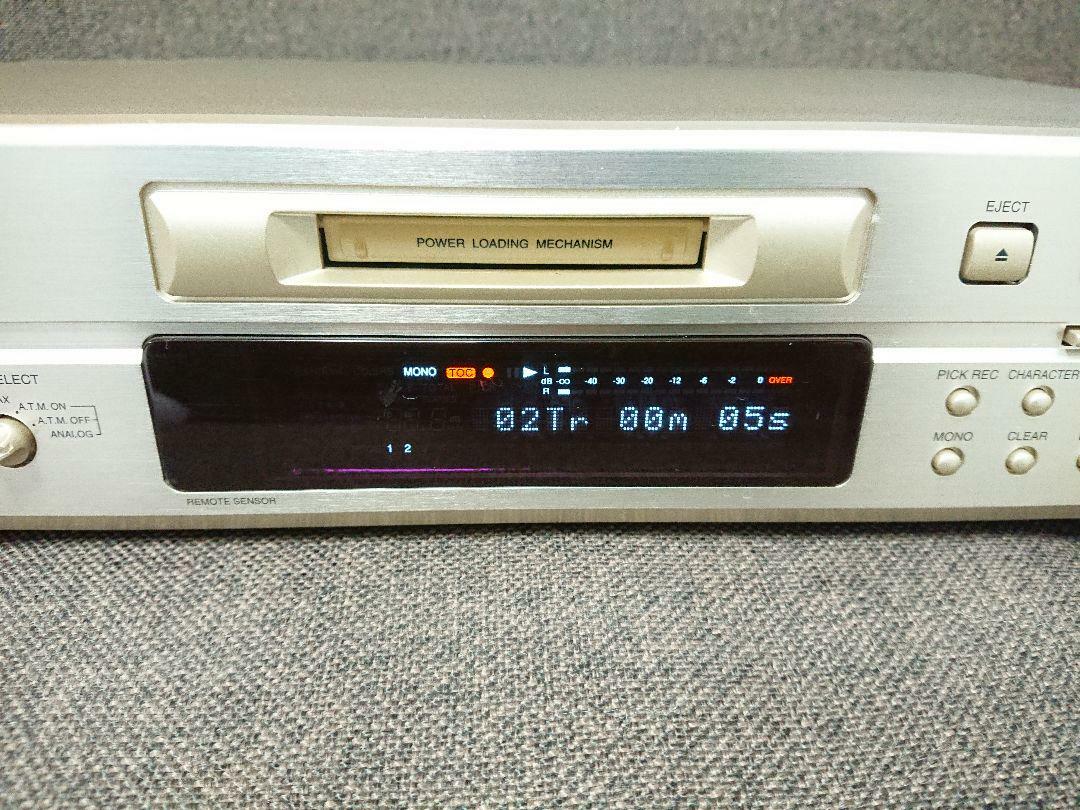 EJECT
POWER LOADING MECHANISM
ELECT
AX
A.T.M. ON
A.T.M. OFF
ANALOG
MONO TOC
L
dB -∞ -40 -30 -20 -12 -6 -2 0 OVER
R
02Tr 00m 05s
1 2
REMOTE SENSOR
PICK REC CHARACTER
MONO CLEAR